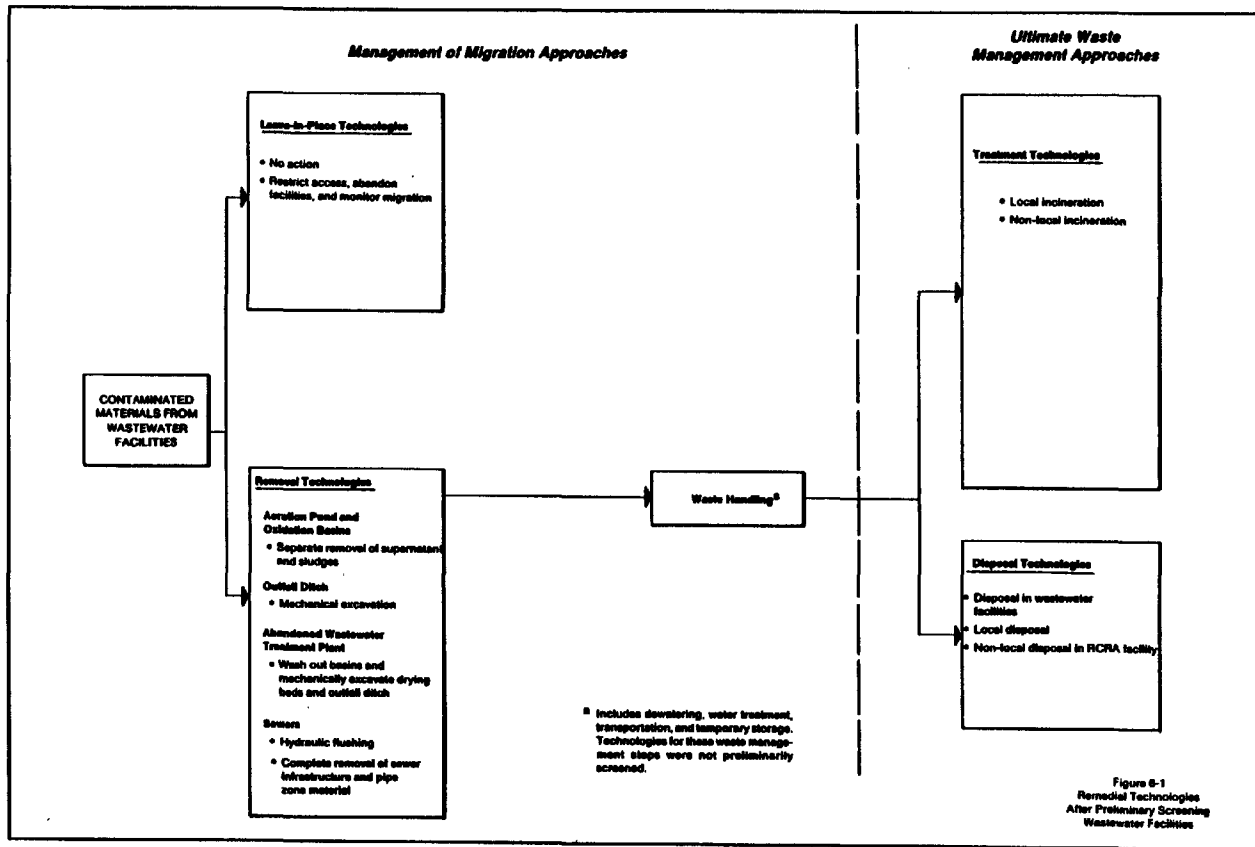 Management of Migration Approaches
Ultimate Waste
Management Approaches
Leave-In-Place Technologies
• No action
• Restrict access, abandon
facilities, and monitor migration
Treatment Technologies
• Local incineration
• Non-local incineration
CONTAMINATED
MATERIALS FROM
WASTEWATER
FACILITIES
Removal Technologies
Aeration Pond and
Oxidation Basins
• Separate removal of supernatant
and sludges
Outfall Ditch
• Mechanical excavation
Abandoned Wastewater
Treatment Plant
• Wash out basins and
mechanically excavate drying
beds and outfall ditch
Sewers
• Hydraulic flushing
• Complete removal of sewer
infrastructure and pipe
zone material
Waste Handling a
Disposal Technologies
• Disposal in wastewater
facilities
• Local disposal
• Non-local disposal in RCRA facility
a Includes dewatering, water treatment,
transportation, and temporary storage.
Technologies for these waste manage-
ment steps were not preliminarily
screened.
Figure 6-1
Remedial Technologies
After Preliminary Screening
Wastewater Facilities